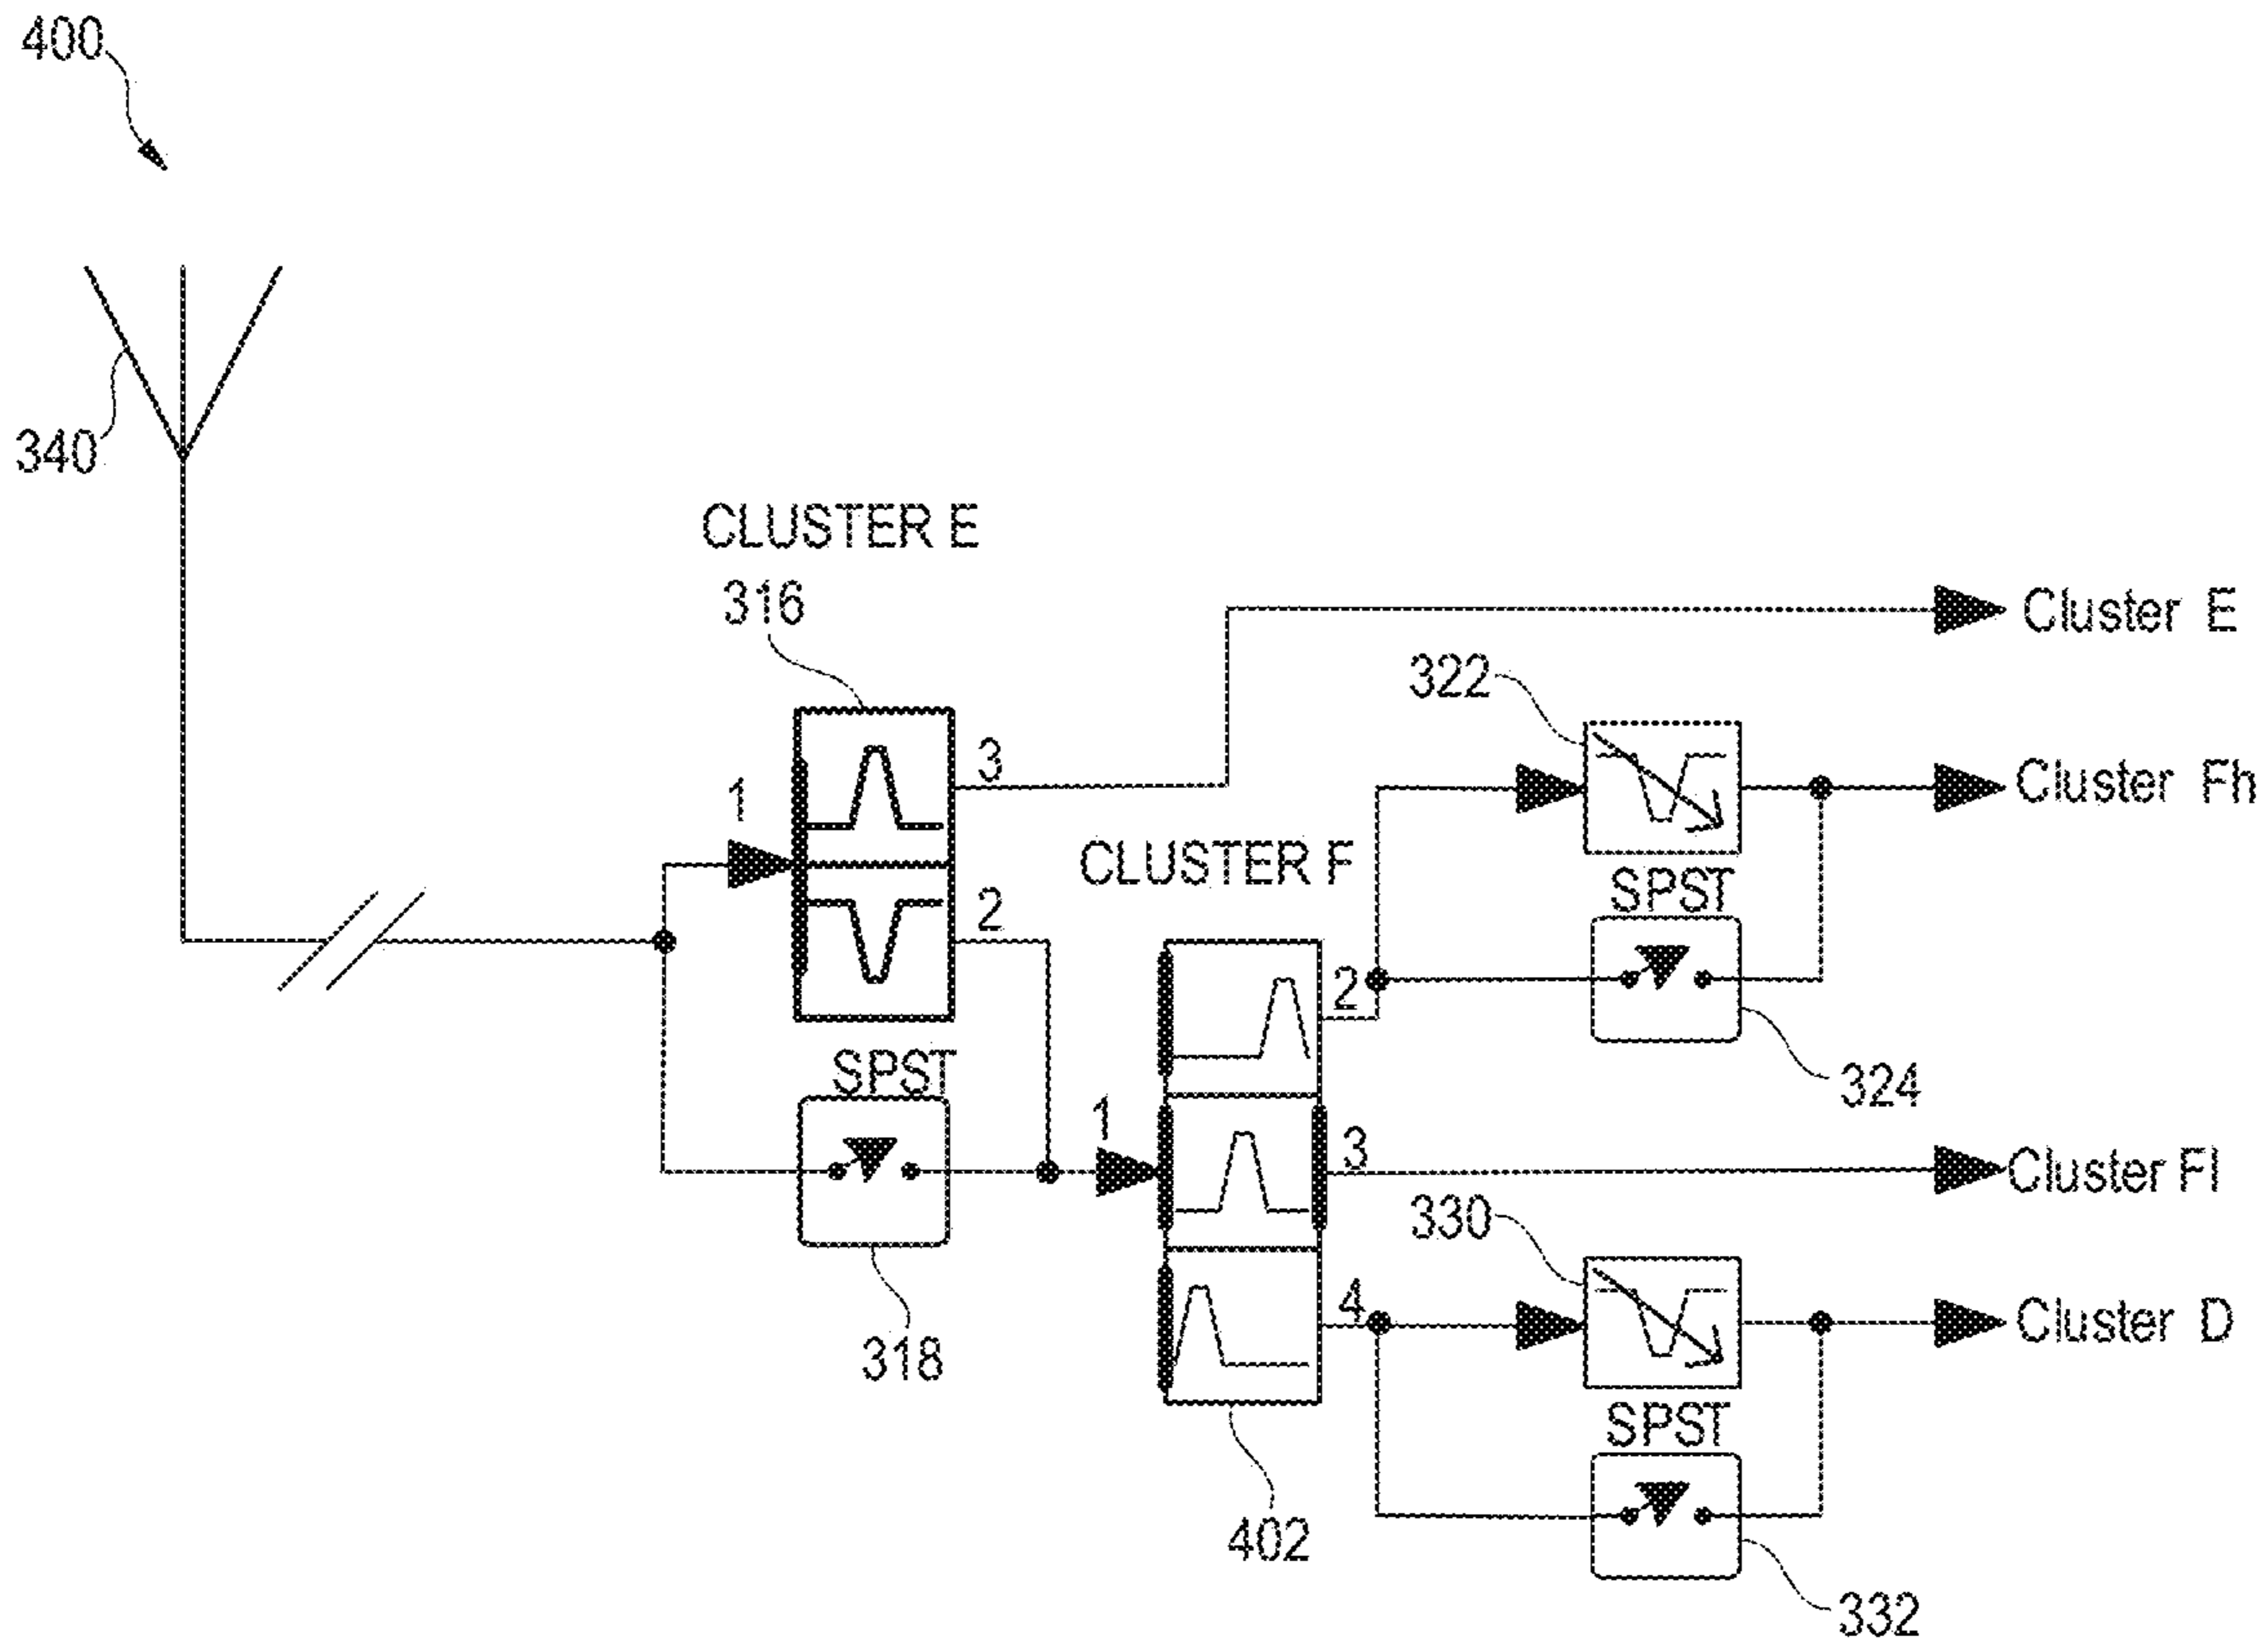 400
340
CLUSTER E
316
Cluster E
322
3
1
Cluster Fh
CLUSTER F
SPST
2
2
324
SPST
1
3
Cluster Fl
330
318
4
Cluster D
SPST
402
332